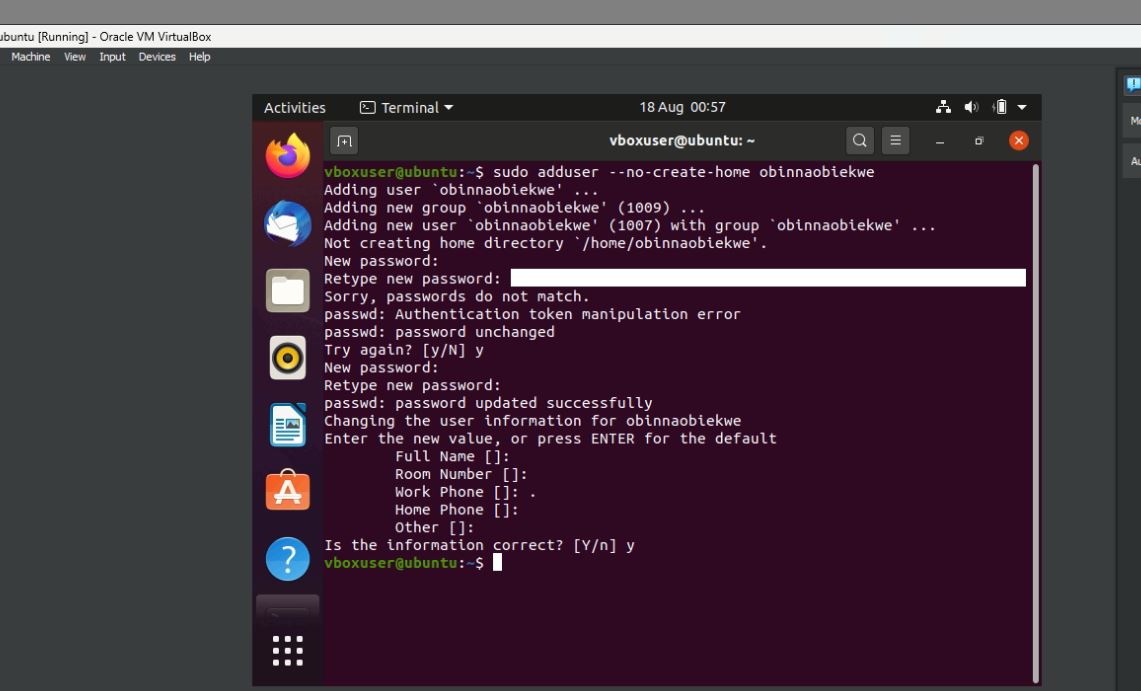 ubuntu [Running] - Oracle VM VirtualBox
Machine View Input Devices Help
Activities Terminal 18 Aug 00:57
vboxuser@ubuntu: ~
vboxuser@ubuntu:~$ sudo adduser --no-create-home obinnaobiekwe
Adding user `obinnaobiekwe' ...
Adding new group `obinnaobiekwe' (1009) ...
Adding new user `obinnaobiekwe' (1007) with group `obinnaobiekwe' ...
Not creating home directory `/home/obinnaobiekwe'.
New password:
Retype new password:
Sorry, passwords do not match.
passwd: Authentication token manipulation error
passwd: password unchanged
Try again? [y/N] y
New password:
Retype new password:
passwd: password updated successfully
Changing the user information for obinnaobiekwe
Enter the new value, or press ENTER for the default
Full Name []:
Room Number []:
Work Phone []: .
Home Phone []:
Other []:
Is the information correct? [Y/n] y
vboxuser@ubuntu:~$